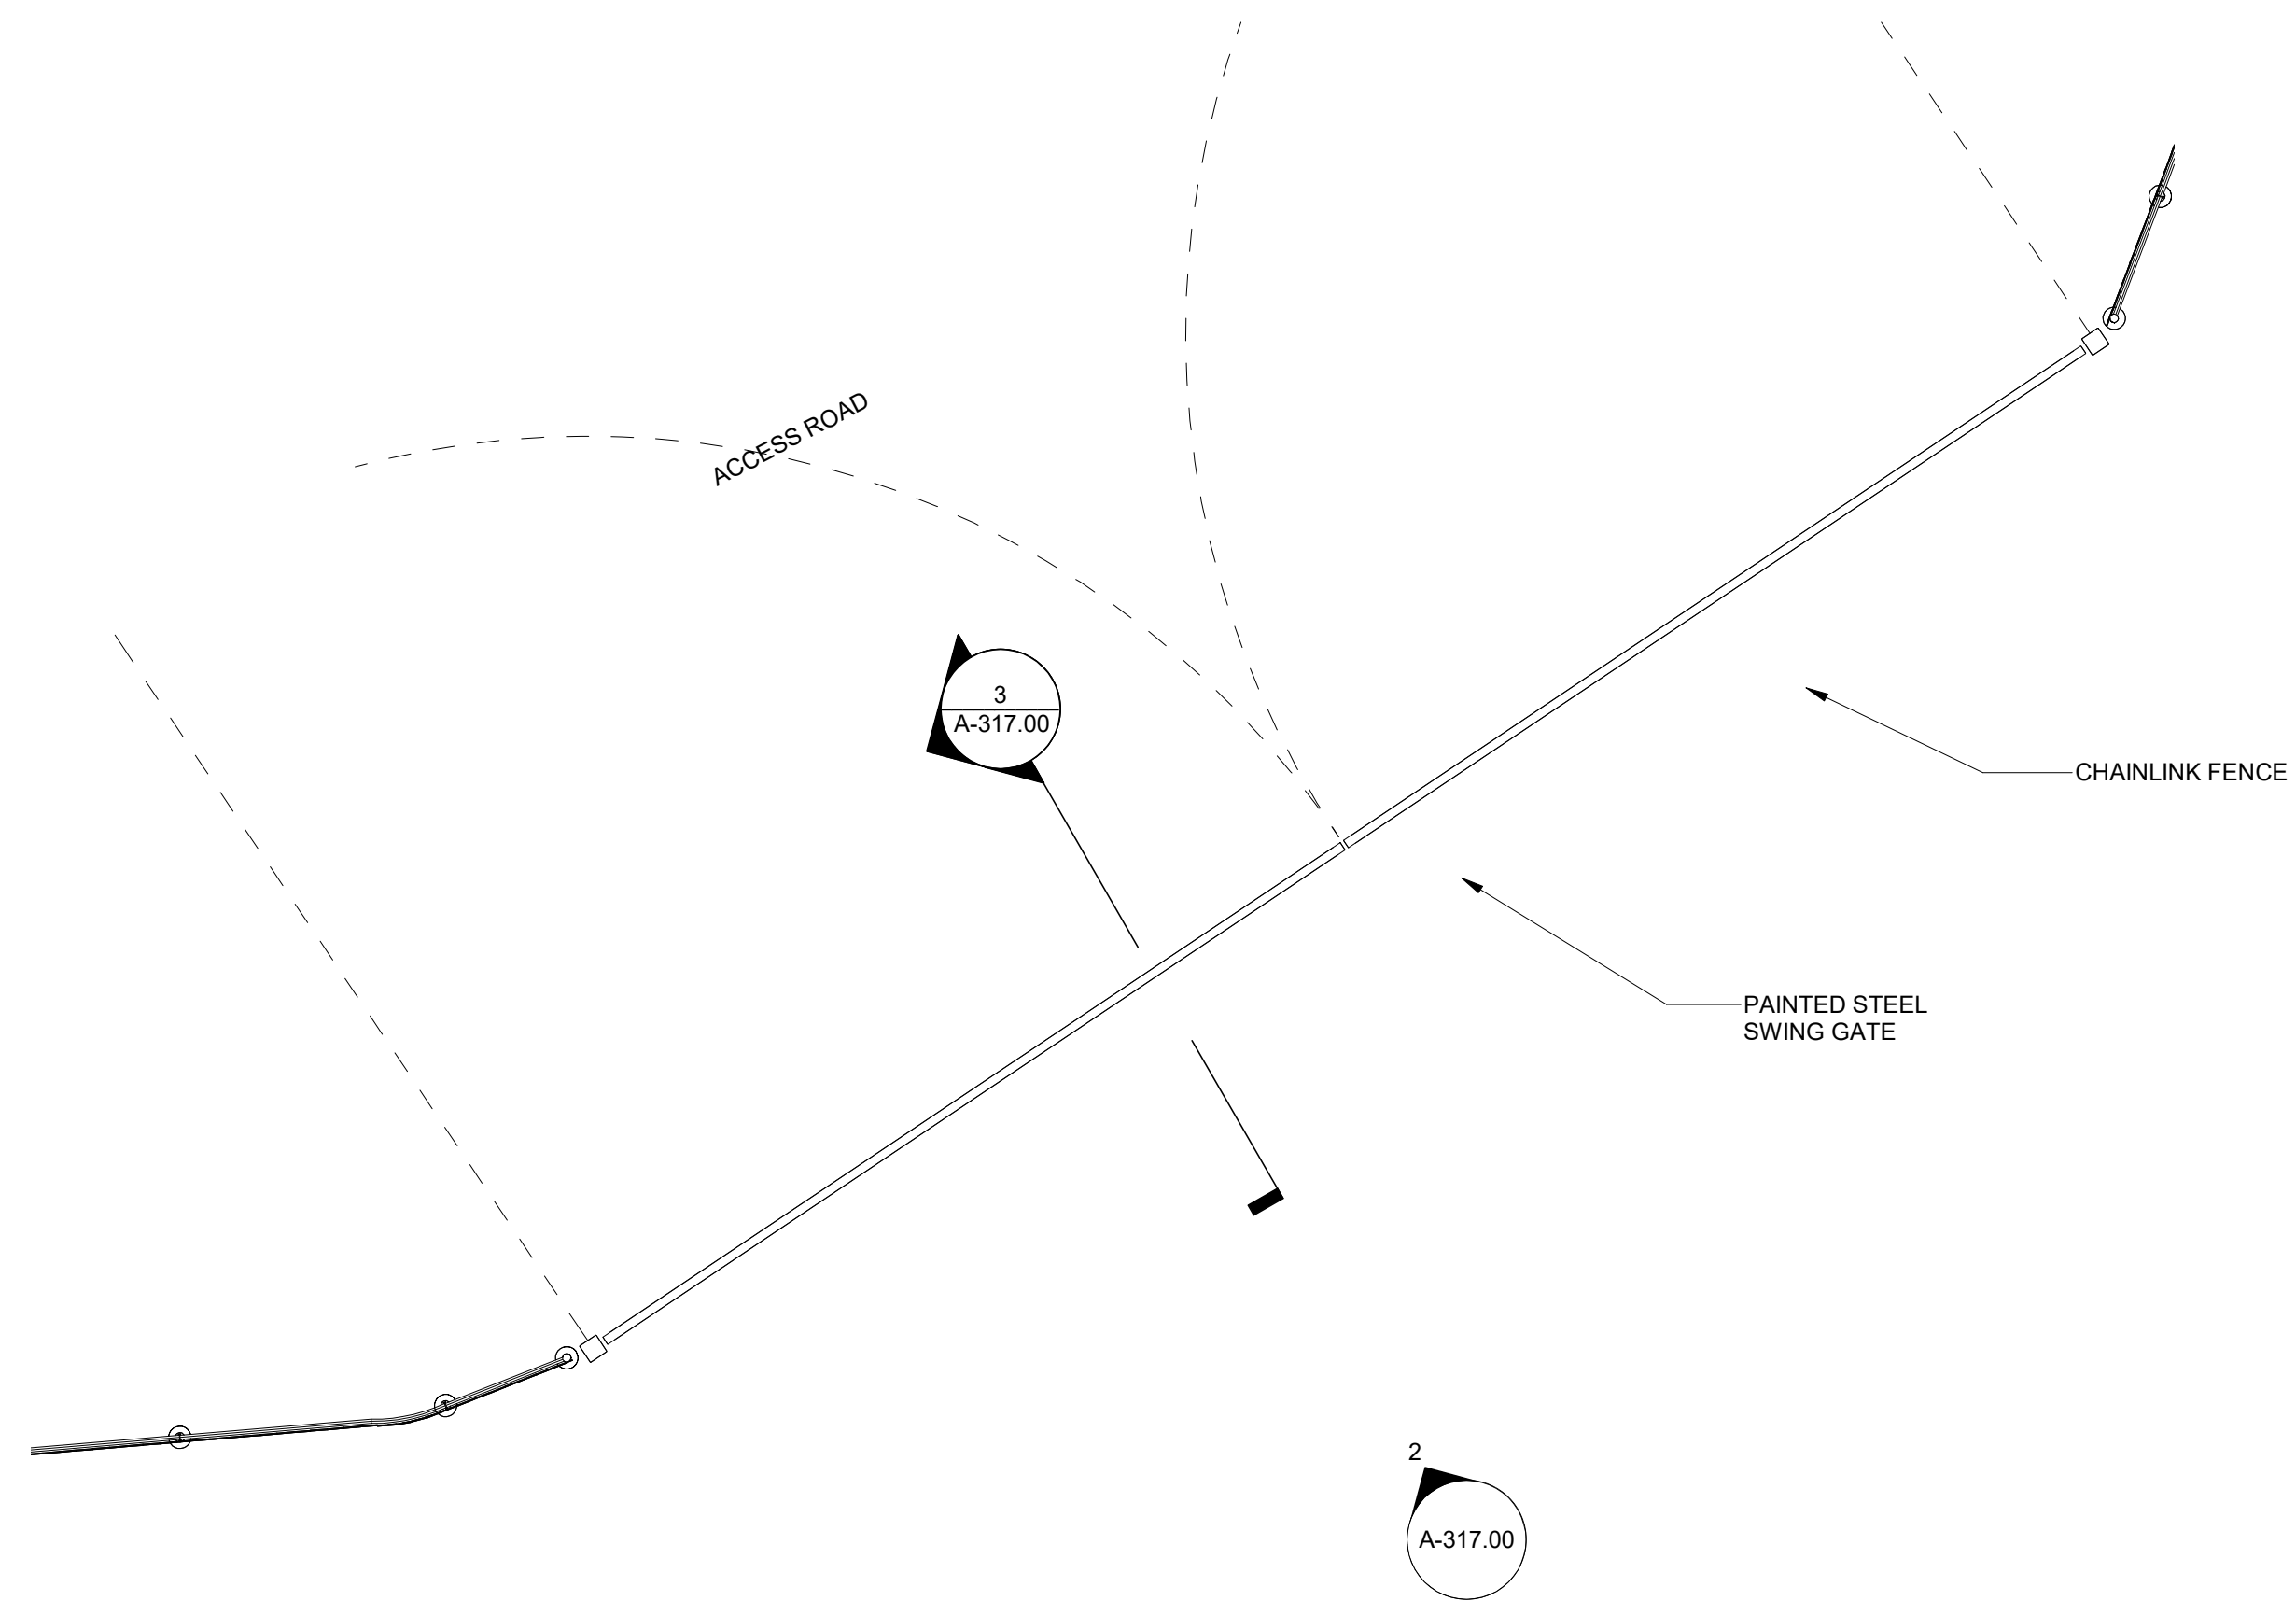 ACCESS ROAD
3
A-317.00
CHAINLINK FENCE
PAINTED STEEL
SWING GATE
2
A-317.00